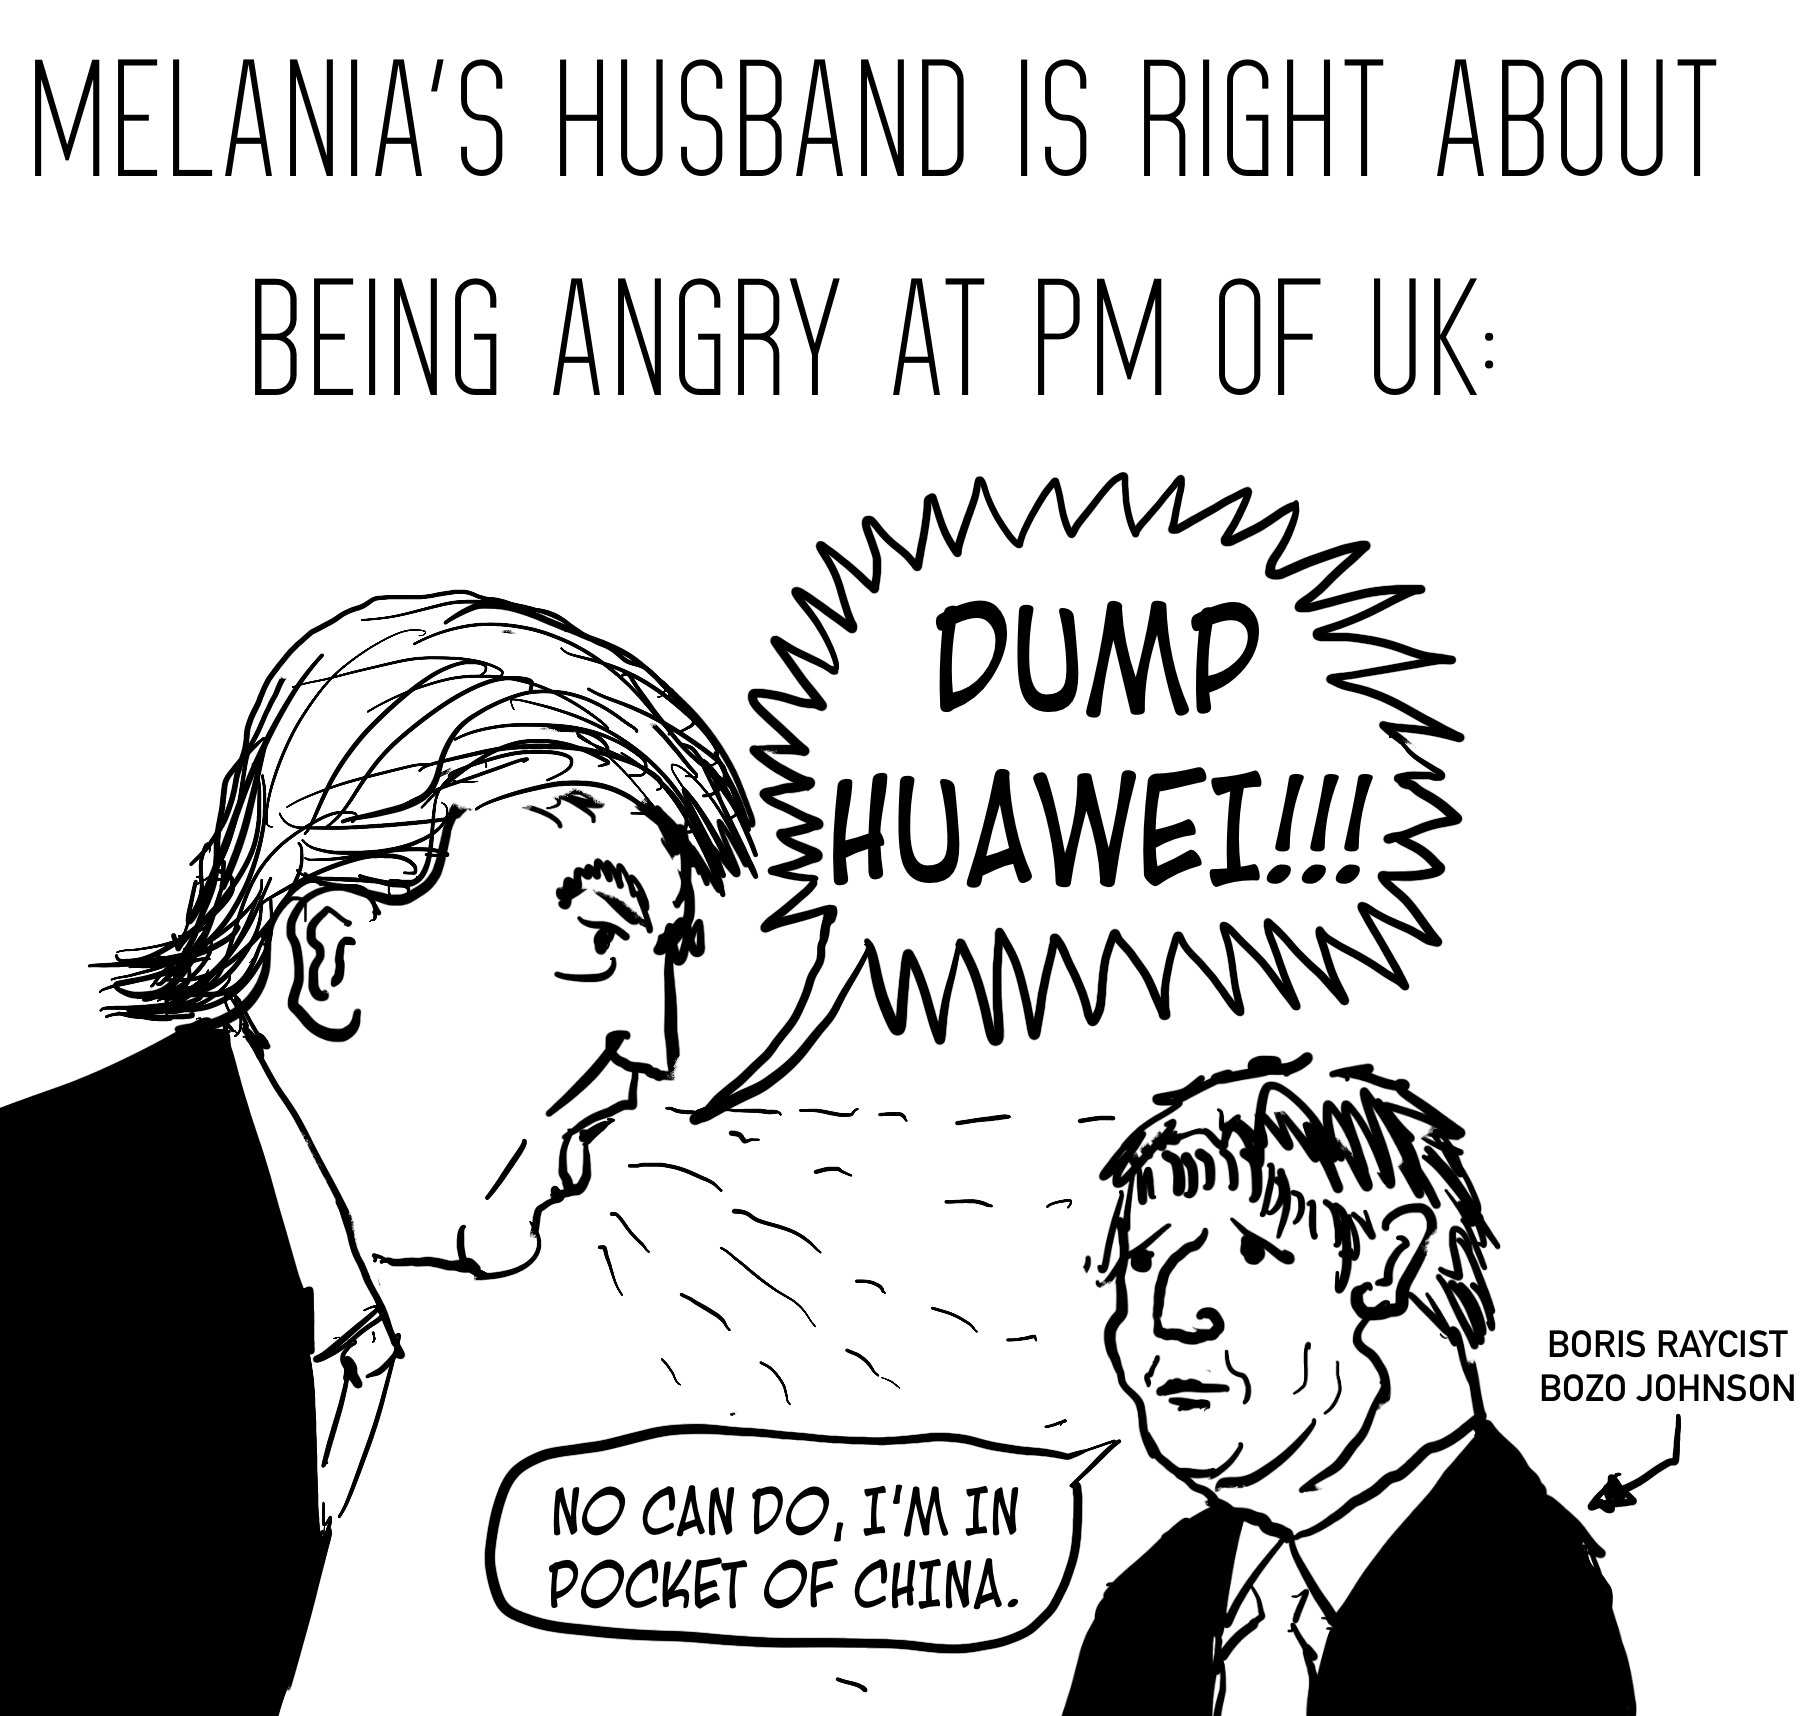 MELANIA'S HUSBAND IS RIGHT ABOUT
BEING ANGRY AT PM OF UK:
DUMP
HUAWEI!!!
BORIS RAYCIST
BOZO JOHNSON
NO CAN DO, I'M IN
POCKET OF CHINA.